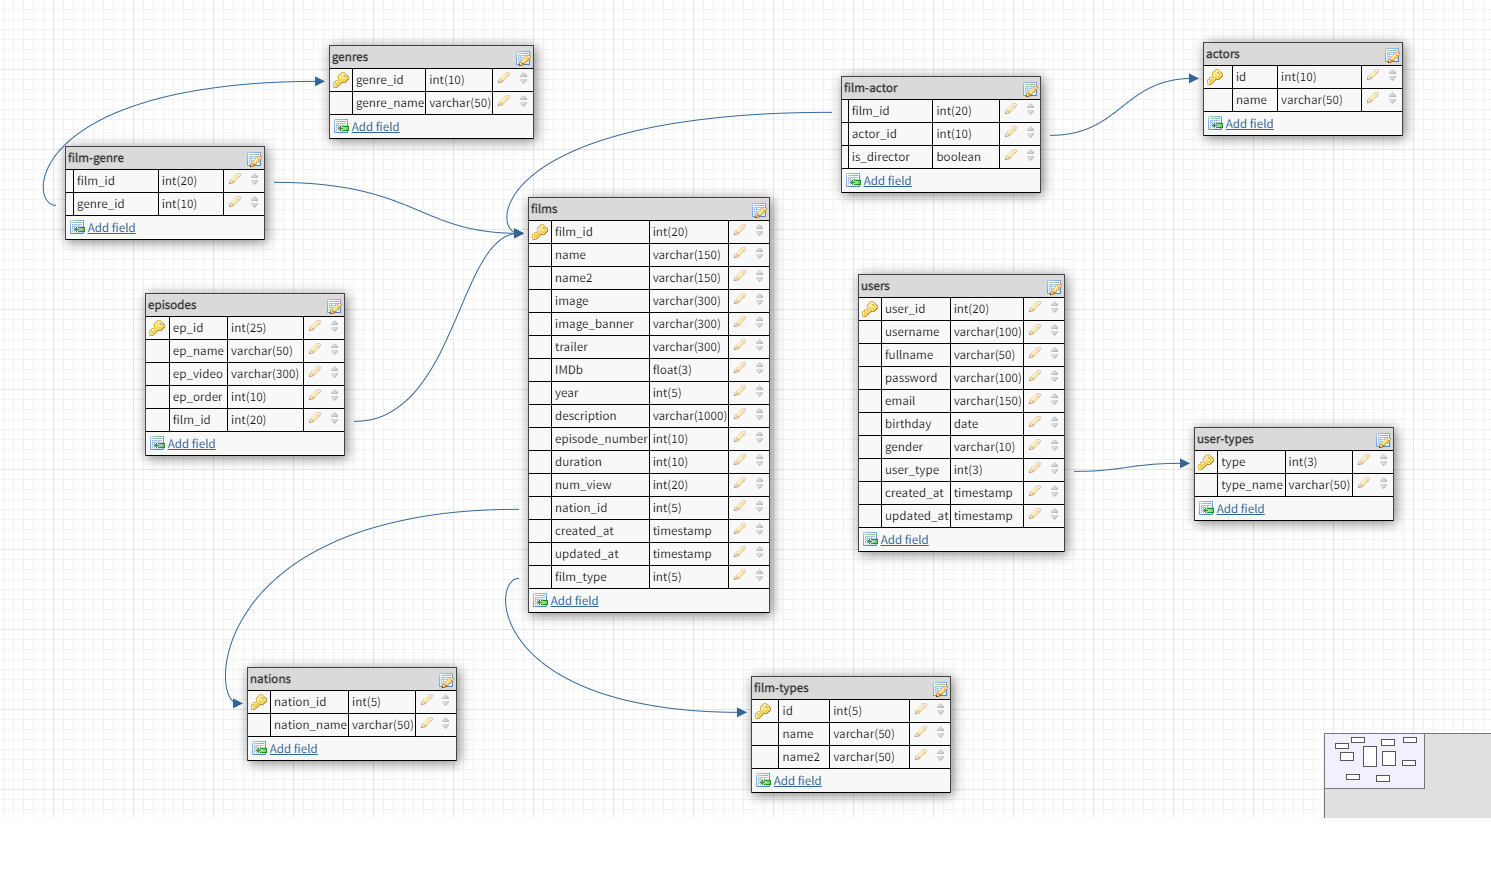 genres
genre_id int(10)
genre_name varchar(50)
Add field
film-genre
film_id int(20)
genre_id int(10)
Add field
episodes
ep_id int(25)
ep_name varchar(50)
ep_video varchar(300)
ep_order int(10)
film_id int(20)
Add field
films
film_id int(20)
name varchar(150)
name2 varchar(150)
image varchar(300)
image_banner varchar(300)
trailer varchar(300)
IMDb float(3)
year int(5)
description varchar(1000)
episode_number int(10)
duration int(10)
num_view int(20)
nation_id int(5)
created_at timestamp
updated_at timestamp
film_type int(5)
Add field
film-actor
film_id int(20)
actor_id int(10)
is_director boolean
Add field
actors
id int(10)
name varchar(50)
Add field
users
user_id int(20)
username varchar(100)
fullname varchar(50)
password varchar(100)
email varchar(150)
birthday date
gender varchar(10)
user_type int(3)
created_at timestamp
updated_at timestamp
Add field
user-types
type int(3)
type_name varchar(50)
Add field
nations
nation_id int(5)
nation_name varchar(50)
Add field
film-types
id int(5)
name varchar(50)
name2 varchar(50)
Add field